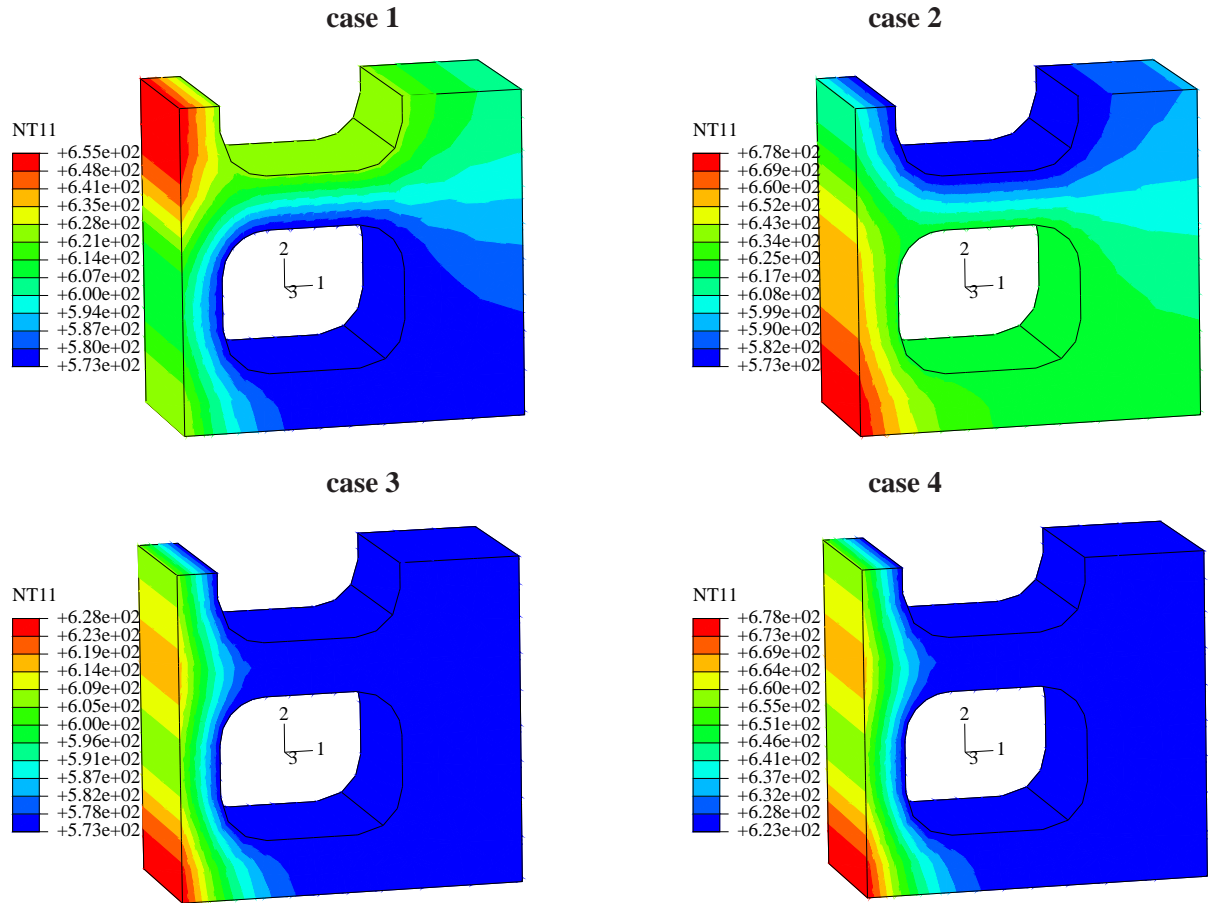 case 1
case 2
NT11
+6.55e+02
+6.48e+02
+6.41e+02
+6.35e+02
+6.28e+02
+6.21e+02
+6.14e+02
+6.07e+02
+6.00e+02
+5.94e+02
+5.87e+02
+5.80e+02
+5.73e+02
2
1
3
NT11
+6.78e+02
+6.69e+02
+6.60e+02
+6.52e+02
+6.43e+02
+6.34e+02
+6.25e+02
+6.17e+02
+6.08e+02
+5.99e+02
+5.90e+02
+5.82e+02
+5.73e+02
2
1
3
case 3
case 4
NT11
+6.28e+02
+6.23e+02
+6.19e+02
+6.14e+02
+6.09e+02
+6.05e+02
+6.00e+02
+5.96e+02
+5.91e+02
+5.87e+02
+5.82e+02
+5.78e+02
+5.73e+02
2
1
3
NT11
+6.78e+02
+6.73e+02
+6.69e+02
+6.64e+02
+6.60e+02
+6.55e+02
+6.51e+02
+6.46e+02
+6.41e+02
+6.37e+02
+6.32e+02
+6.28e+02
+6.23e+02
2
1
3